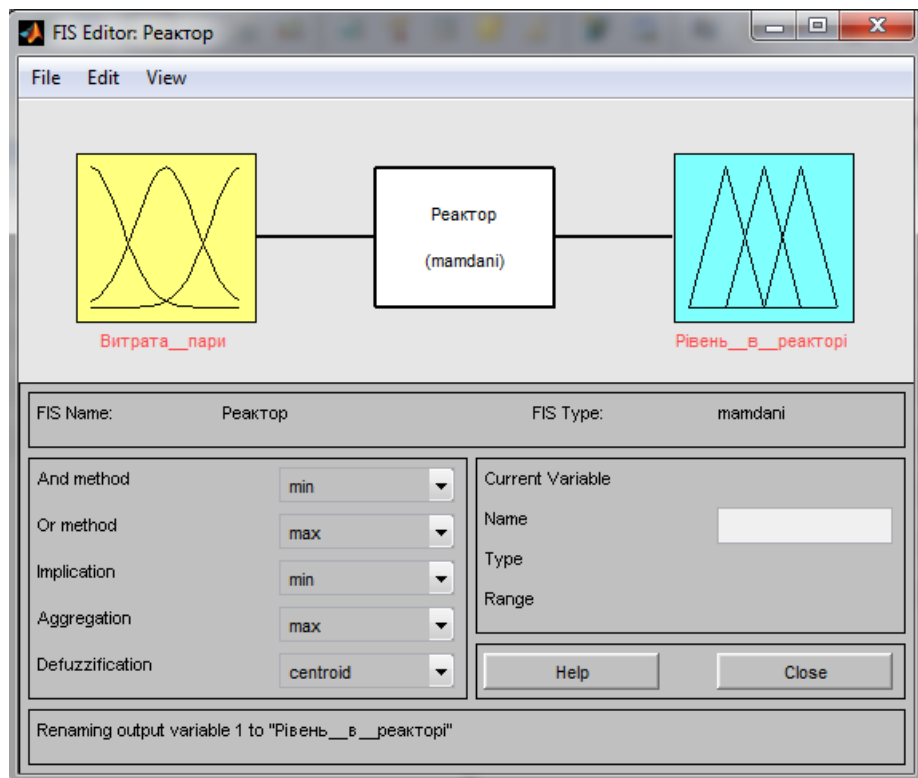 FIS Editor: Реактор
File Edit View
Реактор
(mamdani)
Витрата__пари
Рівень__в__реакторі
FIS Name: Реактор FIS Type: mamdani
And method min
Or method max
Implication min
Aggregation max
Defuzzification centroid
Current Variable
Name
Type
Range
Help Close
Renaming output variable 1 to "Рівень__в__реакторі"